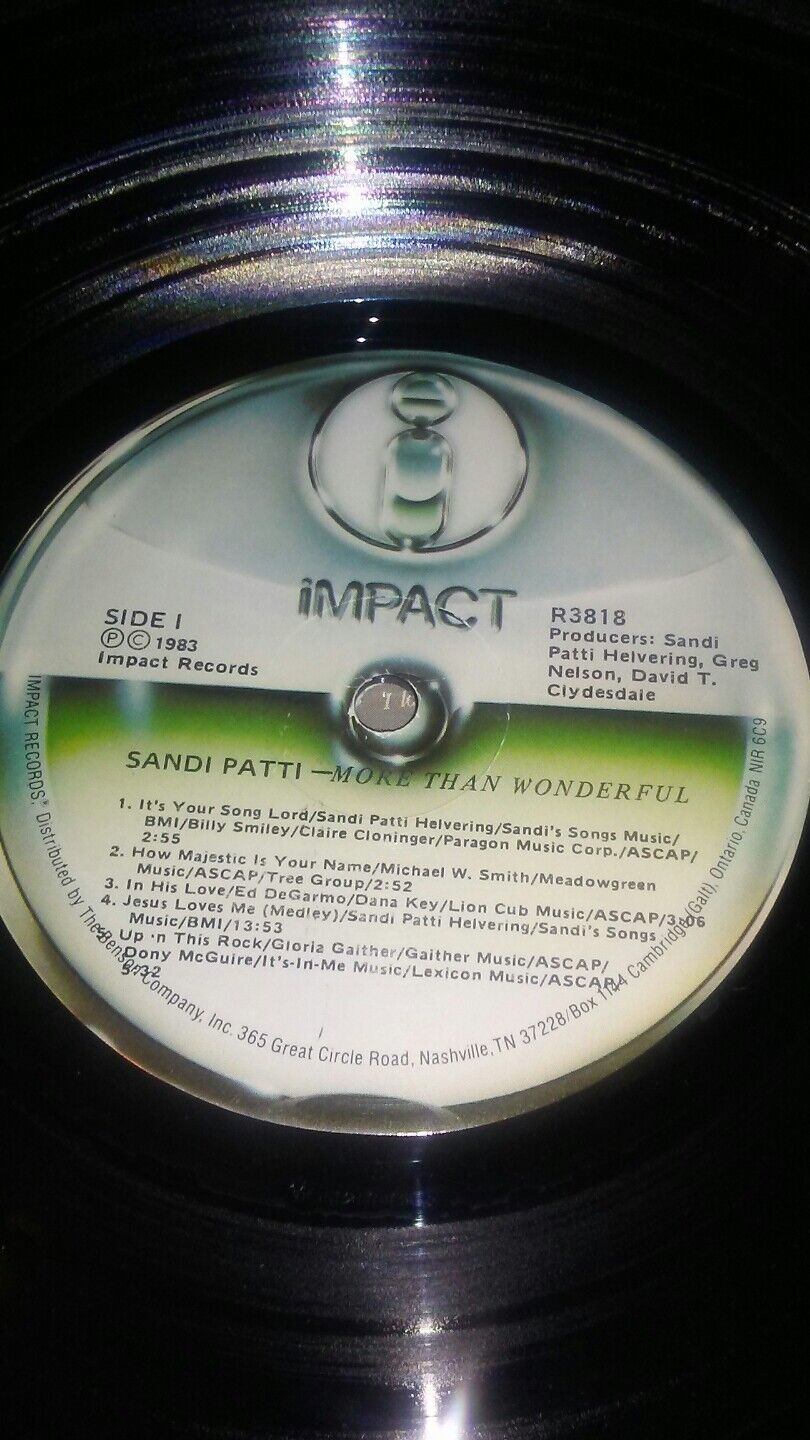 iMPACT
SIDE I
Ⓟ Ⓒ 1983
Impact Records
R3818
Producers: Sandi
Patti Helvering, Greg
Nelson, David T.
Clydesdale
SANDI PATTI — MORE THAN WONDERFUL
1. It's Your Song Lord/Sandi Patti Helvering/Sandi's Songs Music/
BMI/Billy Smiley/Claire Cloninger/Paragon Music Corp./ASCAP/
2:55
2. How Majestic Is Your Name/Michael W. Smith/Meadowgreen
Music/ASCAP/Tree Group/2:52
3. In His Love/Ed DeGarmo/Dana Key/Lion Cub Music/ASCAP/3:06
4. Jesus Loves Me (Medley)/Sandi Patti Helvering/Sandi's Songs
Music/BMI/13:53
Up 'n This Rock/Gloria Gaither/Gaither Music/ASCAP/
Dony McGuire/It's-In-Me Music/Lexicon Music/ASCAP/
5:32
IMPACT RECORDS® Distributed by The Benson Company, Inc. 365 Great Circle Road, Nashville, TN 37228/Box 1144 Cambridge (Galt), Ontario, Canada NIR 6C9